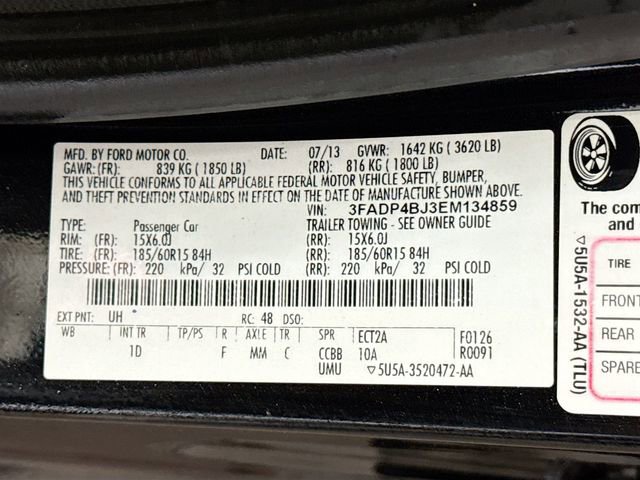 MFD. BY FORD MOTOR CO. DATE: 07/13 GVWR: 1642 KG ( 3620 LB)
GAWR: (FR): 839 KG ( 1850 LB) (RR): 816 KG ( 1800 LB)
THIS VEHICLE CONFORMS TO ALL APPLICABLE FEDERAL MOTOR VEHICLE SAFETY, BUMPER,
AND THEFT PREVENTION STANDARDS IN EFFECT ON THE DATE OF MANUFACTURE SHOWN ABOVE.
VIN: 3FADP4BJ3EM134859
TYPE: Passenger Car TRAILER TOWING - SEE OWNER GUIDE
RIM: (FR): 15X6.0J (RR): 15X6.0J
TIRE: (FR): 185/60R15 84H (RR): 185/60R15 84H
PRESSURE: (FR): 220 kPa/ 32 PSI COLD (RR): 220 kPa/ 32 PSI COLD
EXT PNT: UH RC: 48 DSO:
WB INT TR TP/PS R AXLE TR SPR ECT2A F0126
1D F MM C CCBB 10A R0091
UMU ▽5U5A-3520472-AA
The com
and
TIRE
FRONT
REAR
SPARE
▽5U5A-1532-AA (TLU)